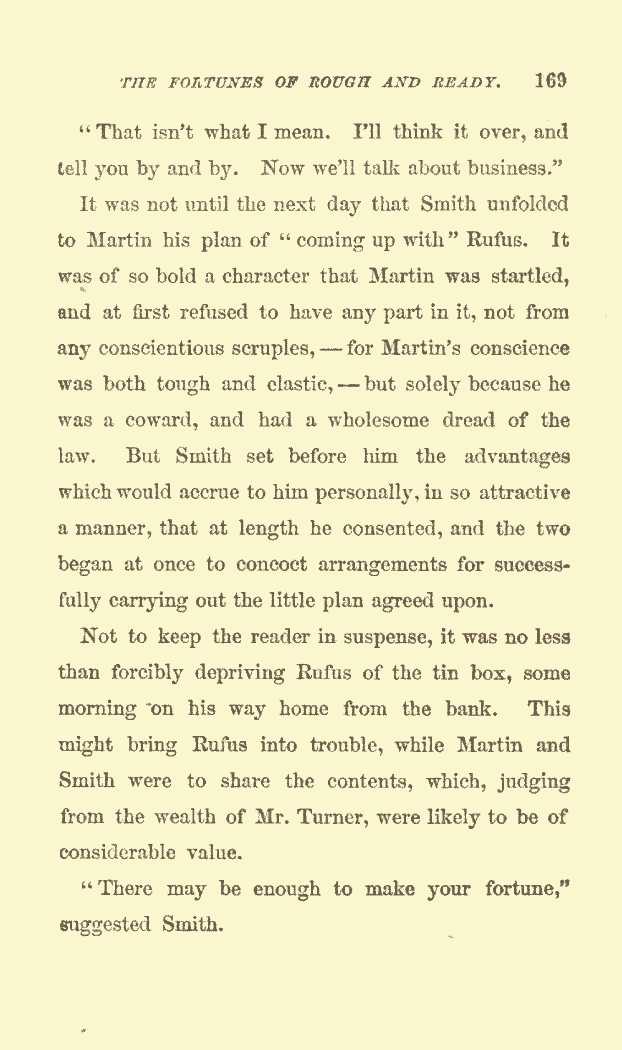 THE FORTUNES OF ROUGH AND READY. 169
“That isn’t what I mean. I’ll think it over, and
tell you by and by. Now we’ll talk about business.”
It was not until the next day that Smith unfolded
to Martin his plan of “coming up with” Rufus. It
was of so bold a character that Martin was startled,
and at first refused to have any part in it, not from
any conscientious scruples,—for Martin’s conscience
was both tough and elastic,—but solely because he
was a coward, and had a wholesome dread of the
law. But Smith set before him the advantages
which would accrue to him personally, in so attractive
a manner, that at length he consented, and the two
began at once to concoct arrangements for success-
fully carrying out the little plan agreed upon.
Not to keep the reader in suspense, it was no less
than forcibly depriving Rufus of the tin box, some
morning on his way home from the bank. This
might bring Rufus into trouble, while Martin and
Smith were to share the contents, which, judging
from the wealth of Mr. Turner, were likely to be of
considerable value.
“There may be enough to make your fortune,”
suggested Smith.